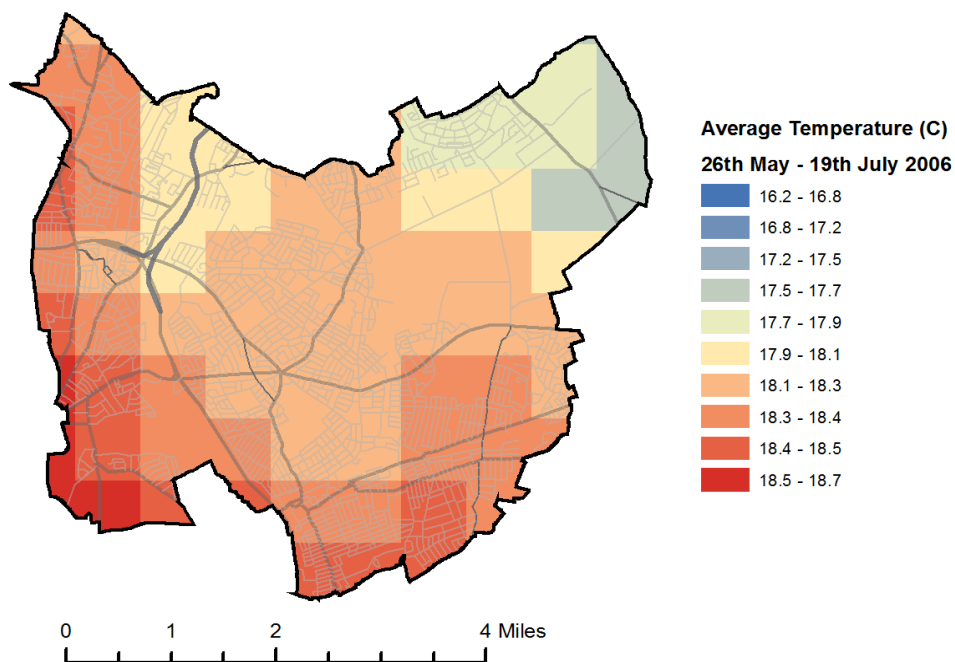 Average Temperature (C)
26th May - 19th July 2006
16.2 - 16.8
16.8 - 17.2
17.2 - 17.5
17.5 - 17.7
17.7 - 17.9
17.9 - 18.1
18.1 - 18.3
18.3 - 18.4
18.4 - 18.5
18.5 - 18.7
0 1 2 4 Miles